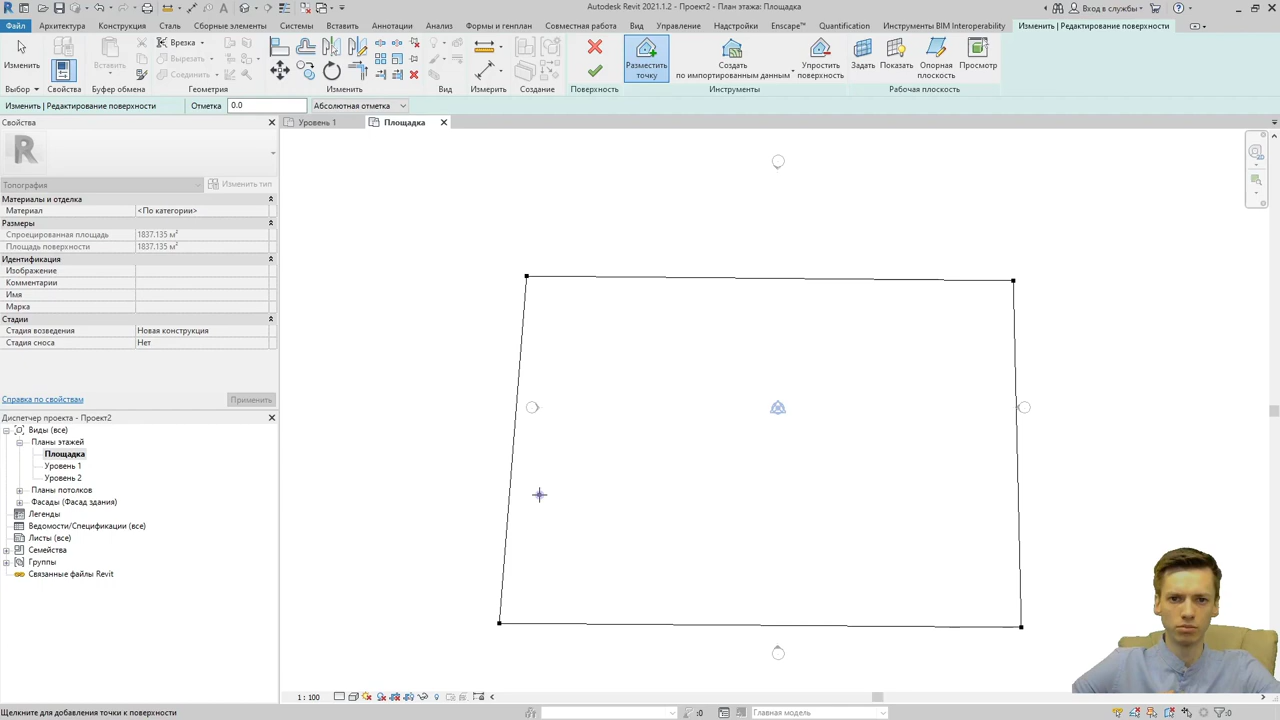 Autodesk Revit 2021.1.2 - Проект2 - План этажа: Площадка
Вход в службы
Файл Архитектура Конструкция Сталь Сборные элементы Системы Вставить Аннотации Анализ Формы и генплан Совместная работа Вид Управление Надстройки Enscape™ Quantification Инструменты BIM Interoperability Изменить | Редактирование поверхности
Изменить
Вставить
Врезка
Вырезать
Соединить
Разместить
точку
Создать
по импортированным данным
Упростить
поверхность
Задать
Показать
Опорная
плоскость
Просмотр
Выбор Свойства Буфер обмена Геометрия Изменить Вид Измерить Создание Поверхность Инструменты Рабочая плоскость
Изменить | Редактирование поверхности Отметка 0.0 Абсолютная отметка
Свойства
Уровень 1 Площадка
R
Топография Изменить тип
Материалы и отделка
Материал <По категории>
Размеры
Спроецированная площадь 1837.135 м²
Площадь поверхности 1837.135 м²
Идентификация
Изображение
Комментарии
Имя
Марка
Стадии
Стадия возведения Новая конструкция
Стадия сноса Нет
Справка по свойствам Применить
Диспетчер проекта - Проект2
Виды (все)
Планы этажей
Площадка
Уровень 1
Уровень 2
Планы потолков
Фасады (Фасад здания)
Легенды
Ведомости/Спецификации (все)
Листы (все)
Семейства
Группы
Связанные файлы Revit
1 : 100
Щелкните для добавления точки к поверхности :0 Главная модель :0